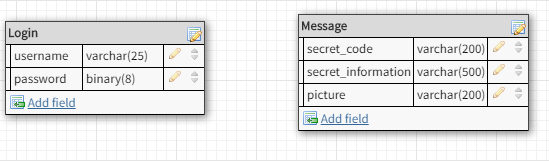 Login
username varchar(25)
password binary(8)
Add field
Message
secret_code varchar(200)
secret_information varchar(500)
picture varchar(200)
Add field